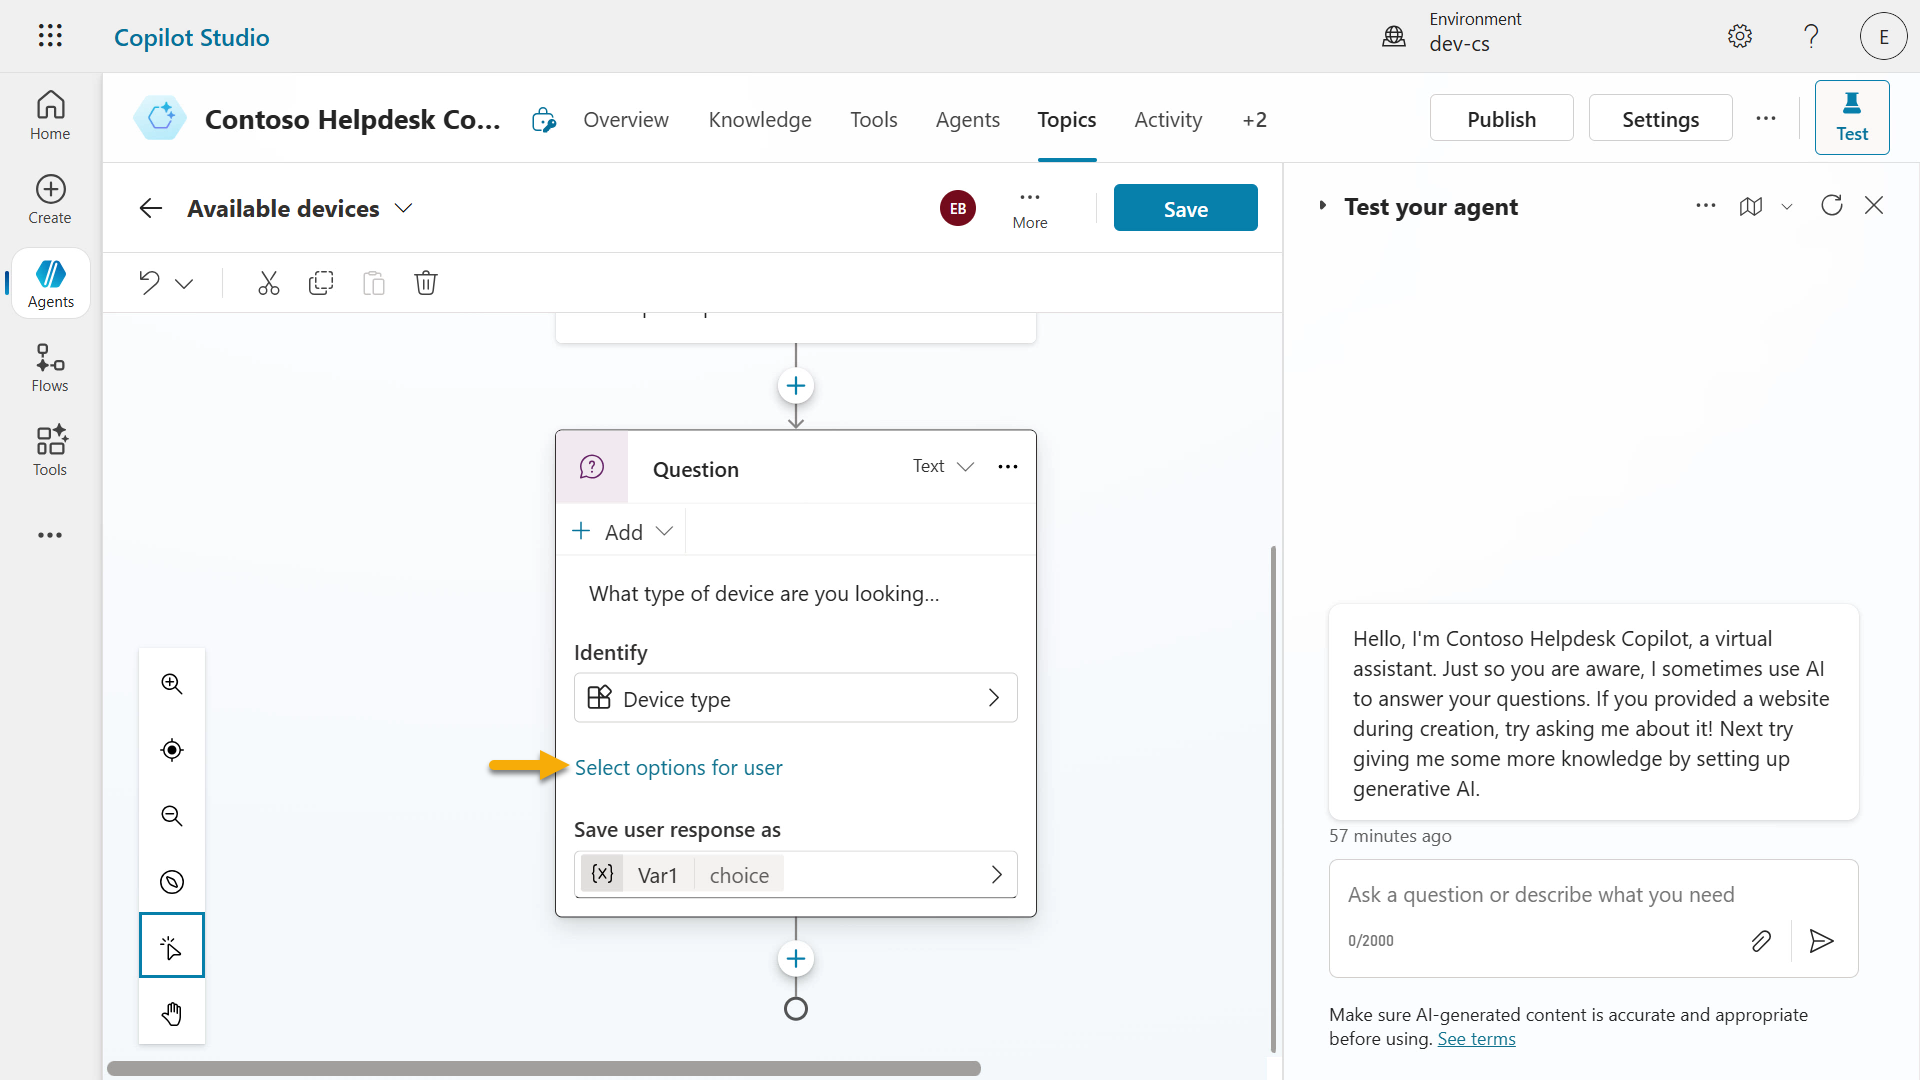 Copilot Studio
Environment
dev-cs
?
E
Home
Create
Agents
Flows
Tools
Contoso Helpdesk Co...
Overview
Knowledge
Tools
Agents
Topics
Activity
+2
Publish
Settings
Test
Available devices
EB
More
Save
Question
Text
Add
What type of device are you looking...
Identify
Device type
Select options for user
Save user response as
{x} Var1 choice
Test your agent
Hello, I'm Contoso Helpdesk Copilot, a virtual
assistant. Just so you are aware, I sometimes use AI
to answer your questions. If you provided a website
during creation, try asking me about it! Next try
giving me some more knowledge by setting up
generative AI.
57 minutes ago
Ask a question or describe what you need
0/2000
Make sure AI-generated content is accurate and appropriate
before using. See terms